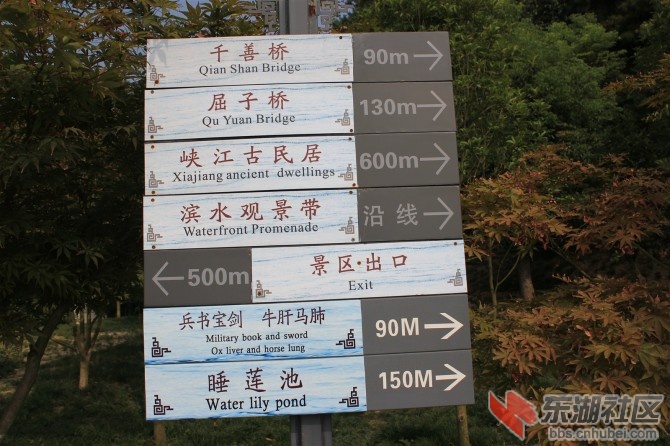 千善桥 90m
Qian Shan Bridge
屈子桥 130m
Qu Yuan Bridge
峡江古民居 600m
Xiajiang ancient dwellings
滨水观景带 沿线
Waterfront Promenade
500m 景区·出口
Exit
兵书宝剑 牛肝马肺 90M
Military book and sword
Ox liver and horse lung
睡莲池 150M
Water lily pond
东湖社区
bbs.cnhubei.com